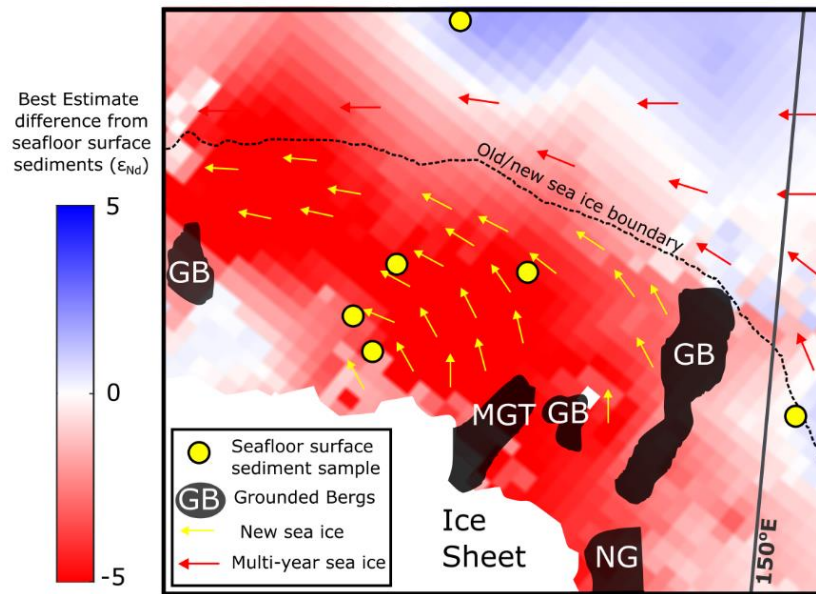 Best Estimate
difference from
seafloor surface
sediments (εNd)
5
0
-5
Old/new sea ice boundary
GB
GB
MGT
GB
150°E
Ice
Sheet
NG
Seafloor surface
sediment sample
GB
Grounded Bergs
New sea ice
Multi-year sea ice